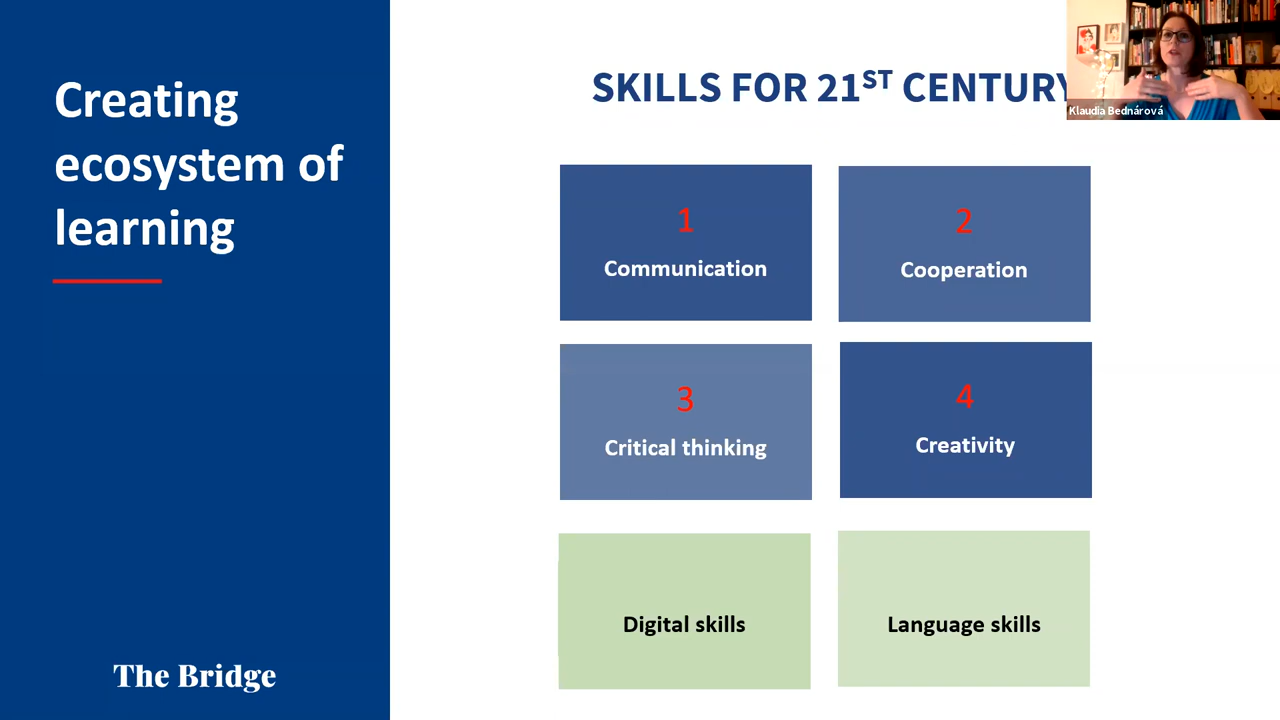 Creating
ecosystem of
learning
The Bridge
SKILLS FOR 21ST CENTURY
Klaudia Bednárová
1
Communication
2
Cooperation
3
Critical thinking
4
Creativity
Digital skills
Language skills